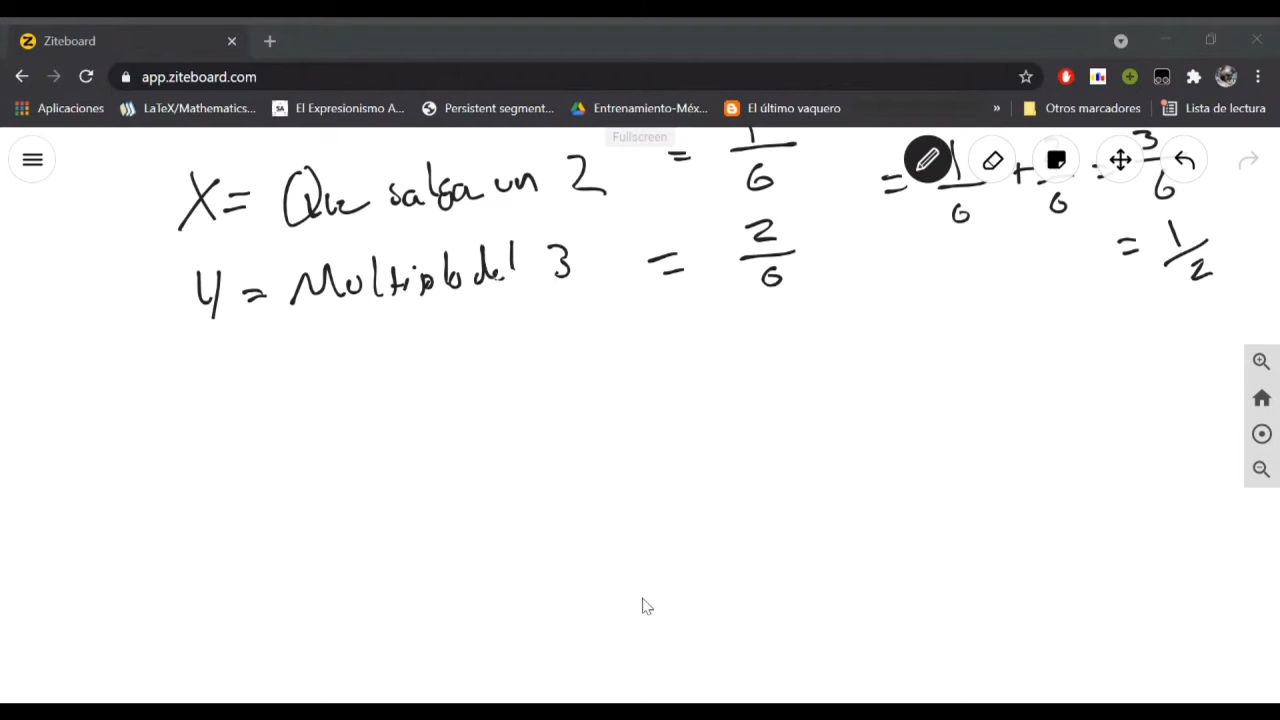 Ziteboard
app.ziteboard.com
Aplicaciones LaTeX/Mathematics... El Expresionismo A... Persistent segment... Entrenamiento-Méx... El último vaquero » Otros marcadores Lista de lectura
Fullscreen
X = Que salga un 2 = 1/6 = 1/6 + /6 = 3/6
Y = Multiplo del 3 = 2/6 = 1/2